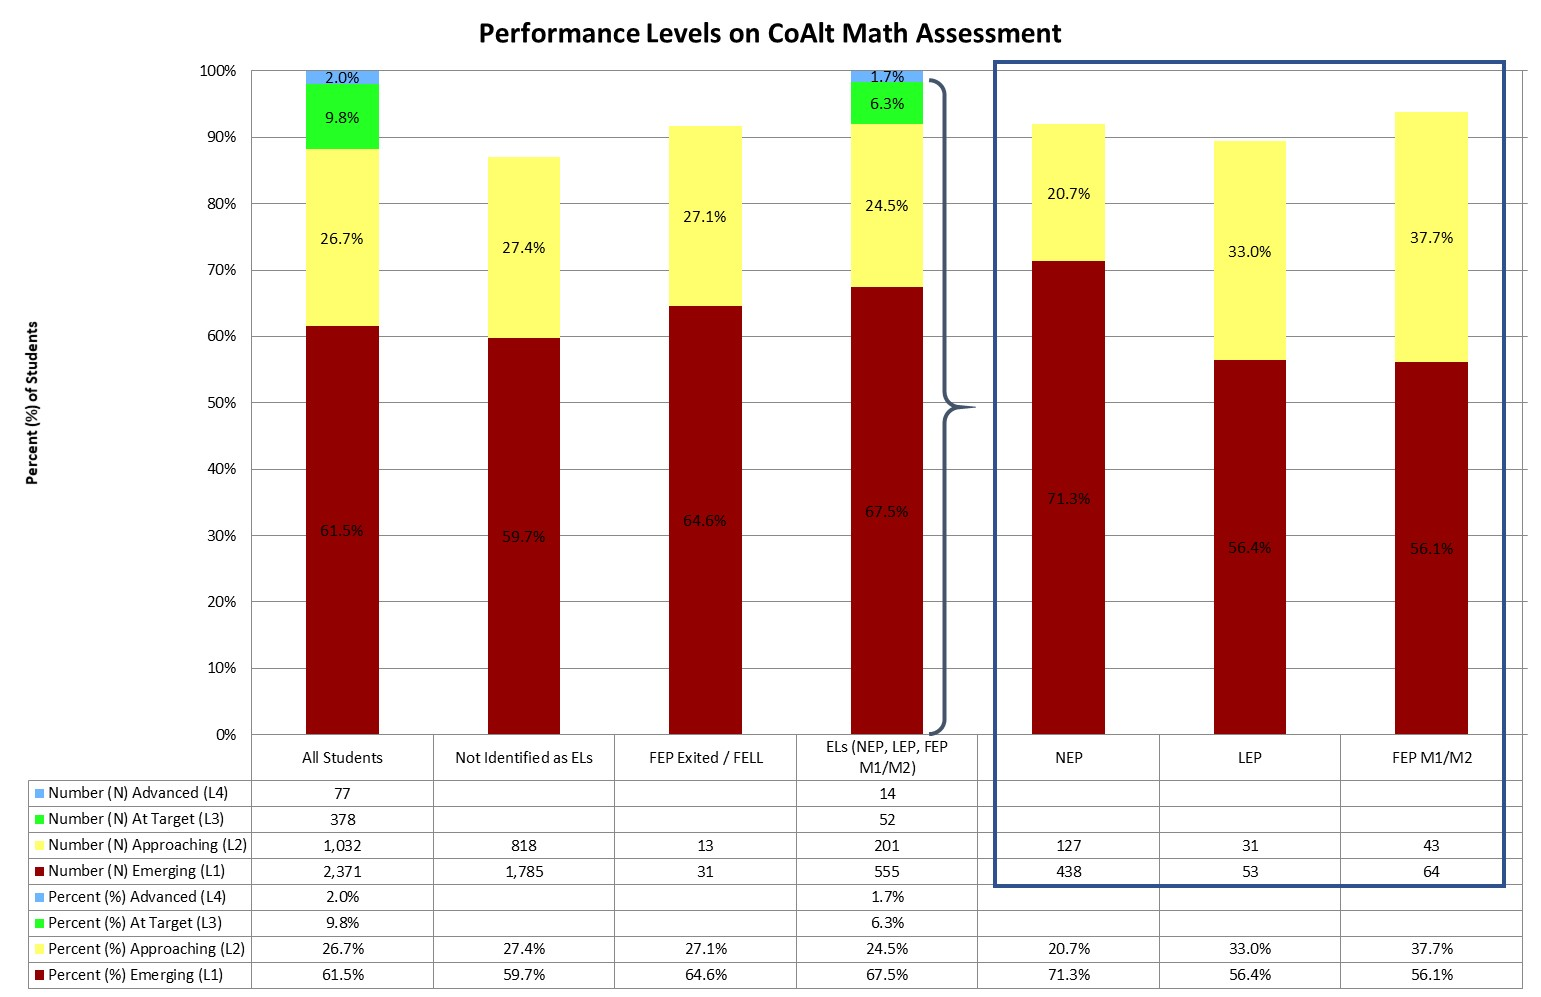 Performance Levels on CoAlt Math Assessment
Percent (%) of Students
100%
90%
80%
70%
60%
50%
40%
30%
20%
10%
0%
2.0%
9.8%
26.7%
61.5%
27.4%
59.7%
27.1%
64.6%
1.7%
6.3%
24.5%
67.5%
20.7%
71.3%
33.0%
56.4%
37.7%
56.1%
All Students
Not Identified as ELs
FEP Exited / FELL
ELs (NEP, LEP, FEP
M1/M2)
NEP
LEP
FEP M1/M2
Number (N) Advanced (L4) 77 14
Number (N) At Target (L3) 378 52
Number (N) Approaching (L2) 1,032 818 13 201 127 31 43
Number (N) Emerging (L1) 2,371 1,785 31 555 438 53 64
Percent (%) Advanced (L4) 2.0% 1.7%
Percent (%) At Target (L3) 9.8% 6.3%
Percent (%) Approaching (L2) 26.7% 27.4% 27.1% 24.5% 20.7% 33.0% 37.7%
Percent (%) Emerging (L1) 61.5% 59.7% 64.6% 67.5% 71.3% 56.4% 56.1%